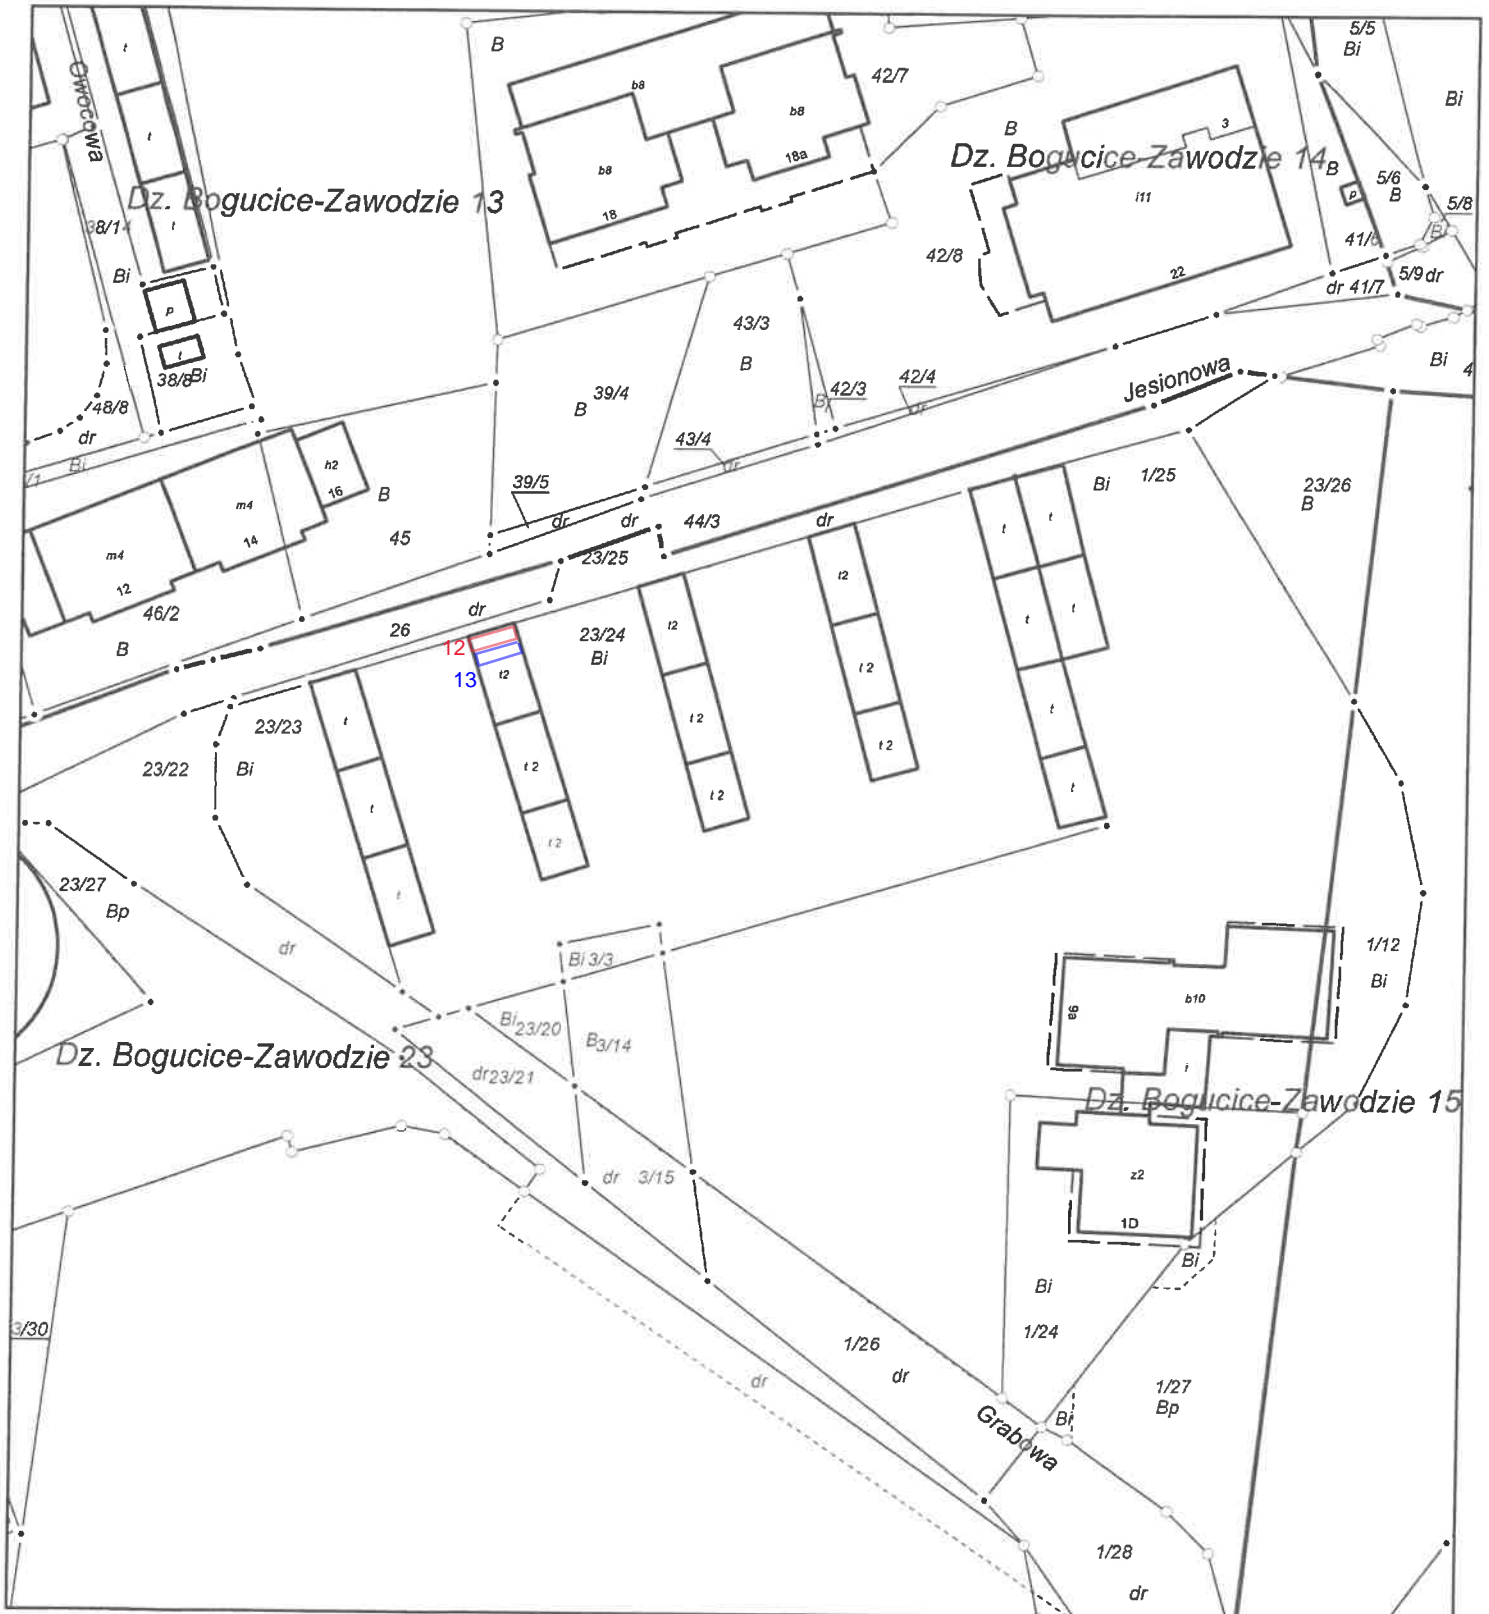 5/5
Bi
B
t
b8
42/7
b8
Bi
Owocowa
t
B
3
Dz. Bogucice-Zawodzie 14
18a
b8
B
5/6
B
p
i11
Dz. Bogucice-Zawodzie 13
18
5/8
B
38/14
t
41/6
42/8
Bi
22
5/9 dr
dr 41/7
p
43/3
t
B
Bi
38/8 Bi
4
Jesionowa
42/3
42/4
39/4
B
48/8
dr
dr
43/4
dr
Bi
h2
39/5
1/25
Bi
23/26
B
16
B
m4
dr
dr
44/3
dr
t
t
45
14
m4
23/25
t2
12
46/2
dr
t
t
26
t2
23/24
Bi
B
12
t 2
13
t2
23/23
t
t 2
t
t 2
23/22
Bi
t 2
t
t 2
t
t 2
23/27
Bp
t
1/12
dr
Bi 3/3
Bi
b10
9a
Bi 23/20
B 3/14
Dz. Bogucice-Zawodzie 23
dr 23/21
i
Dz. Bogucice-Zawodzie 15
dr 3/15
z2
1D
Bi
Bi
3/30
1/24
1/26
dr
dr
1/27
Bp
Bi
Grabowa
1/28
dr